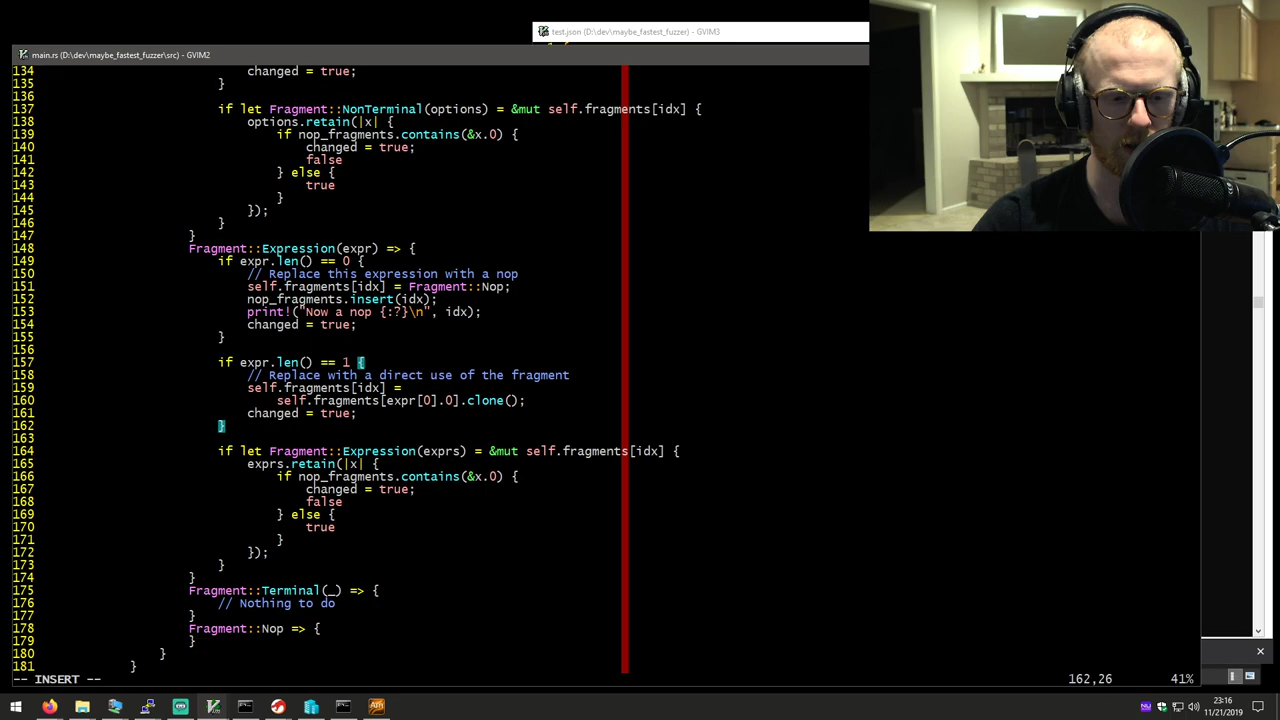 test.json (D:\dev\maybe_fastest_fuzzer) - GVIM3
main.rs (D:\dev\maybe_fastest_fuzzer\src) - GVIM2
134                             changed = true;
135                         }
136
137                         if let Fragment::NonTerminal(options) = &mut self.fragments[idx] {
138                             options.retain(|x| {
139                                 if nop_fragments.contains(&x.0) {
140                                     changed = true;
141                                     false
142                                 } else {
143                                     true
144                                 }
145                             });
146                         }
147                     }
148                     Fragment::Expression(expr) => {
149                         if expr.len() == 0 {
150                             // Replace this expression with a nop
151                             self.fragments[idx] = Fragment::Nop;
152                             nop_fragments.insert(idx);
153                             print!("Now a nop {:?}\n", idx);
154                             changed = true;
155                         }
156
157                         if expr.len() == 1 {
158                             // Replace with a direct use of the fragment
159                             self.fragments[idx] =
160                                 self.fragments[expr[0].0].clone();
161                             changed = true;
162                         }
163
164                         if let Fragment::Expression(exprs) = &mut self.fragments[idx] {
165                             exprs.retain(|x| {
166                                 if nop_fragments.contains(&x.0) {
167                                     changed = true;
168                                     false
169                                 } else {
170                                     true
171                                 }
172                             });
173                         }
174                     }
175                     Fragment::Terminal(_) => {
176                         // Nothing to do
177                     }
178                     Fragment::Nop => {
179                     }
180                 }
181             }
-- INSERT -- 162,26 41%
23:16
11/21/2019